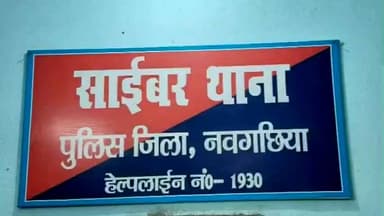 साईबर थाना
पुलिस जिला, नवगछिया
हेल्पलाईन नं०- 1930